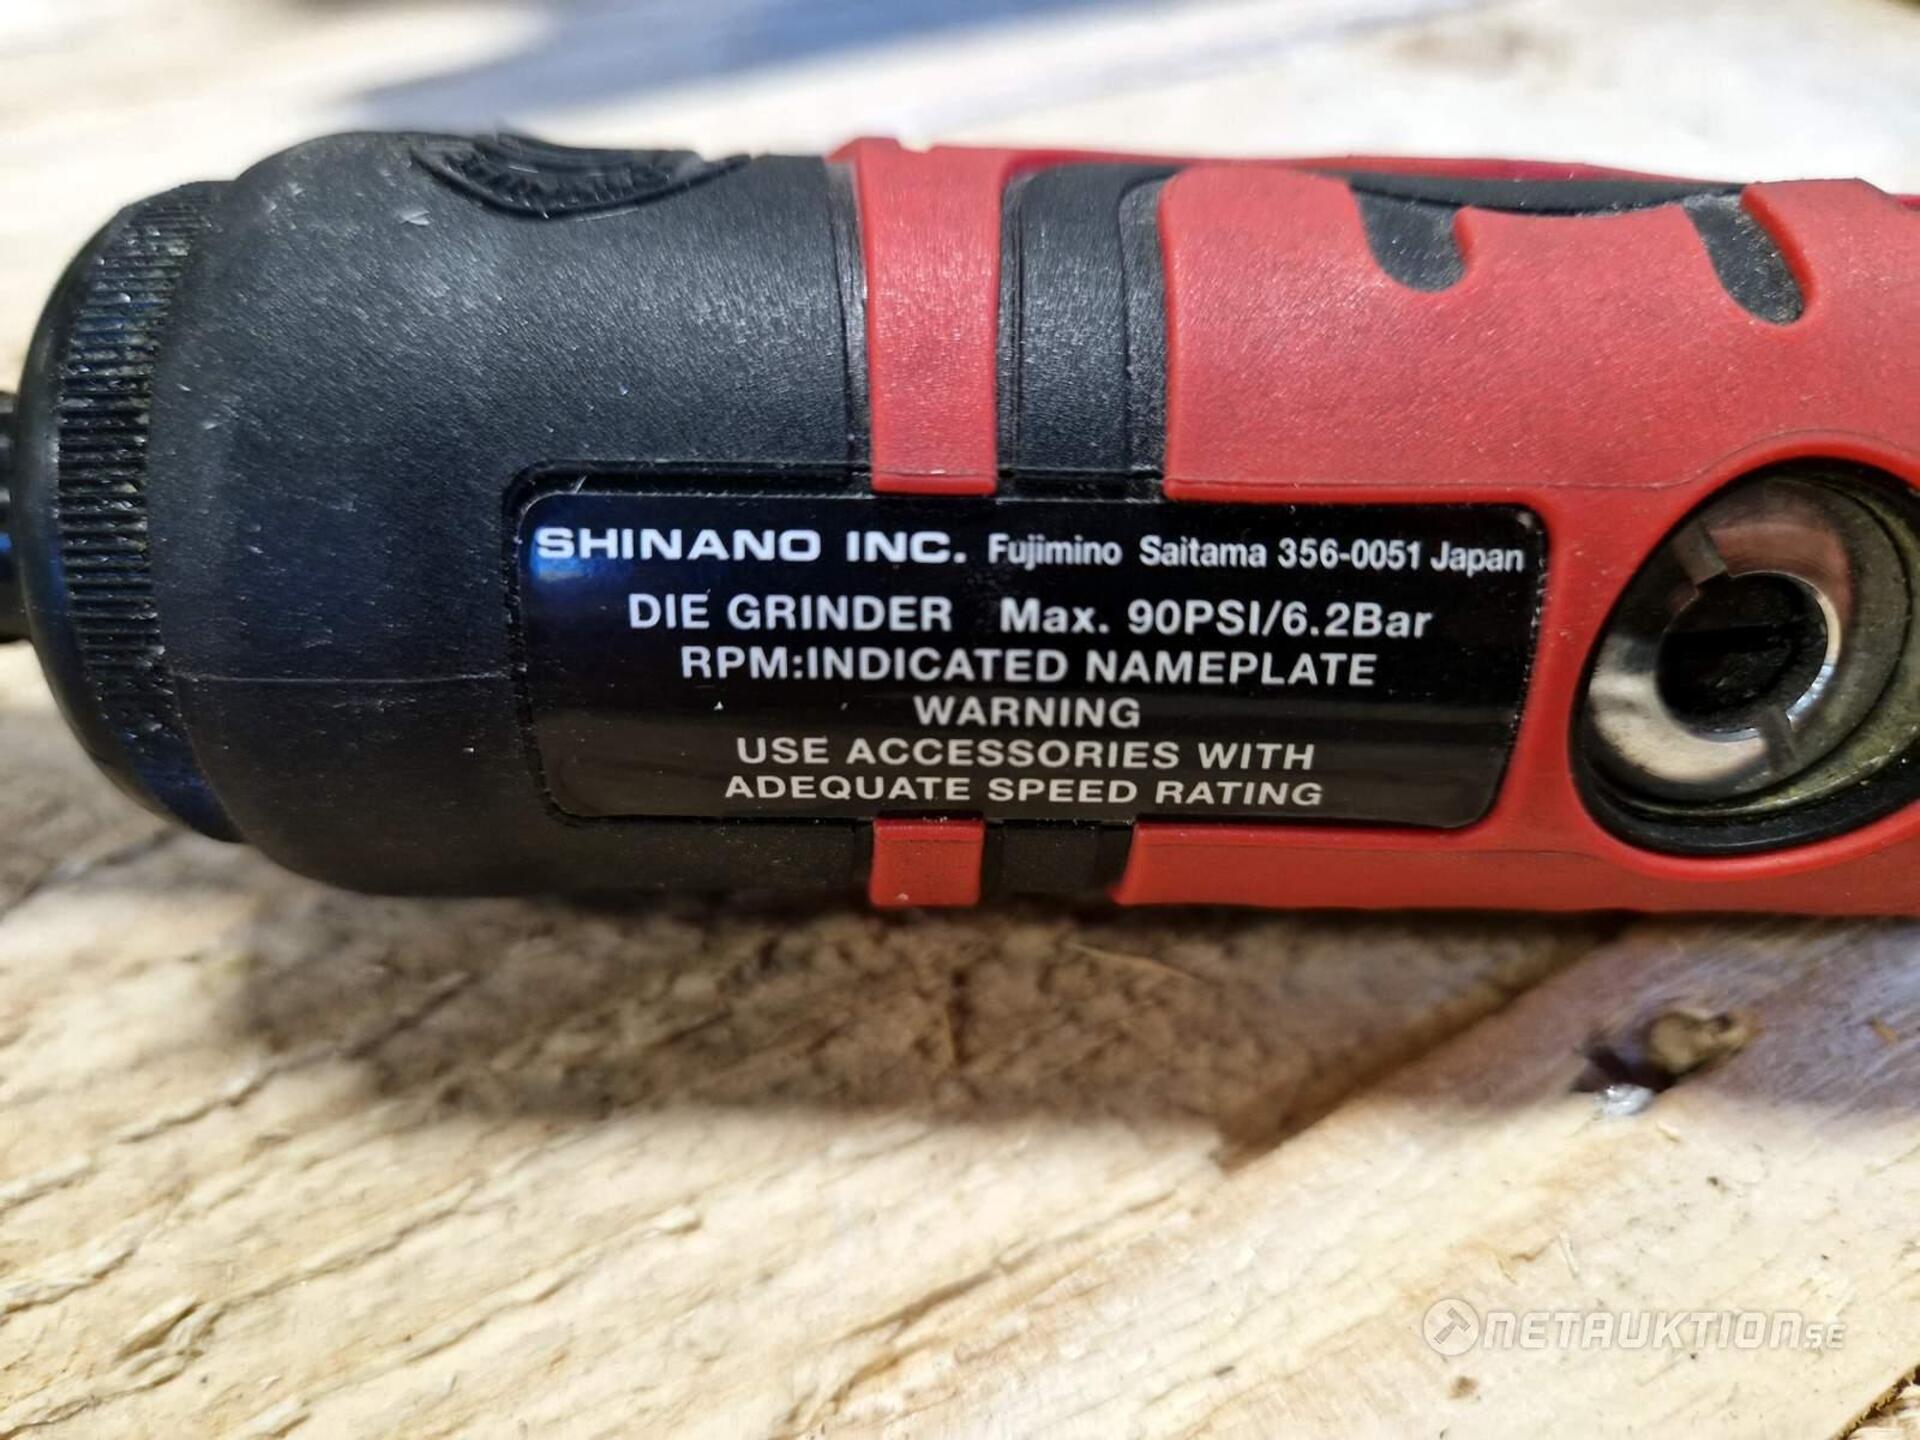 SHINANO INC. Fujimino Saitama 356-0051 Japan
DIE GRINDER Max. 90PSI/6.2Bar
RPM:INDICATED NAMEPLATE
WARNING
USE ACCESSORIES WITH
ADEQUATE SPEED RATING
NETAUKTION.SE